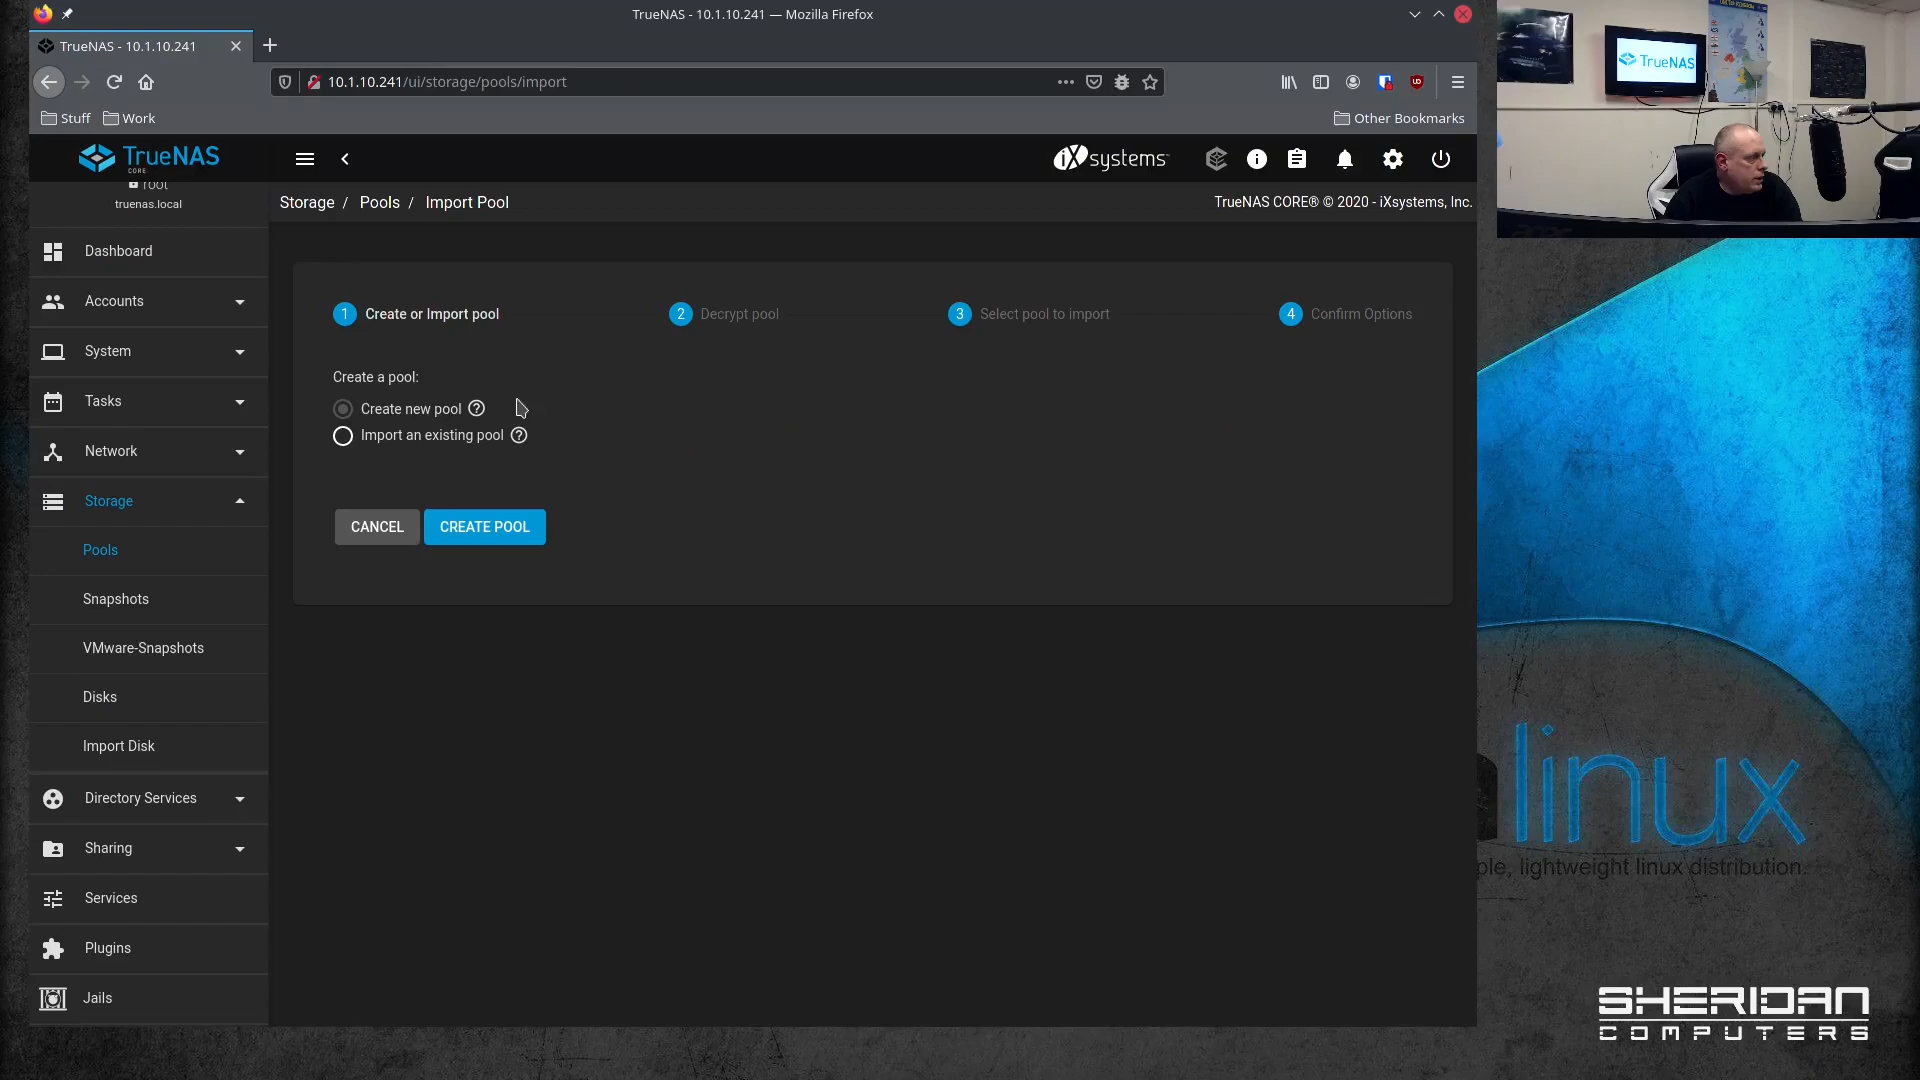 TrueNAS - 10.1.10.241 — Mozilla Firefox
TrueNAS - 10.1.10.241
10.1.10.241/ui/storage/pools/import
Stuff
Work
Other Bookmarks
TrueNAS
CORE
iXsystems
root
truenas.local
Storage / Pools / Import Pool
TrueNAS CORE® © 2020 - iXsystems, Inc.
Dashboard
Accounts
System
Tasks
Network
Storage
Pools
Snapshots
VMware-Snapshots
Disks
Import Disk
Directory Services
Sharing
Services
Plugins
Jails
1 Create or Import pool
2 Decrypt pool
3 Select pool to import
4 Confirm Options
Create a pool:
Create new pool
Import an existing pool
CANCEL
CREATE POOL
TrueNAS
linux
ple, lightweight linux distribution.
SHERIDAN
COMPUTERS